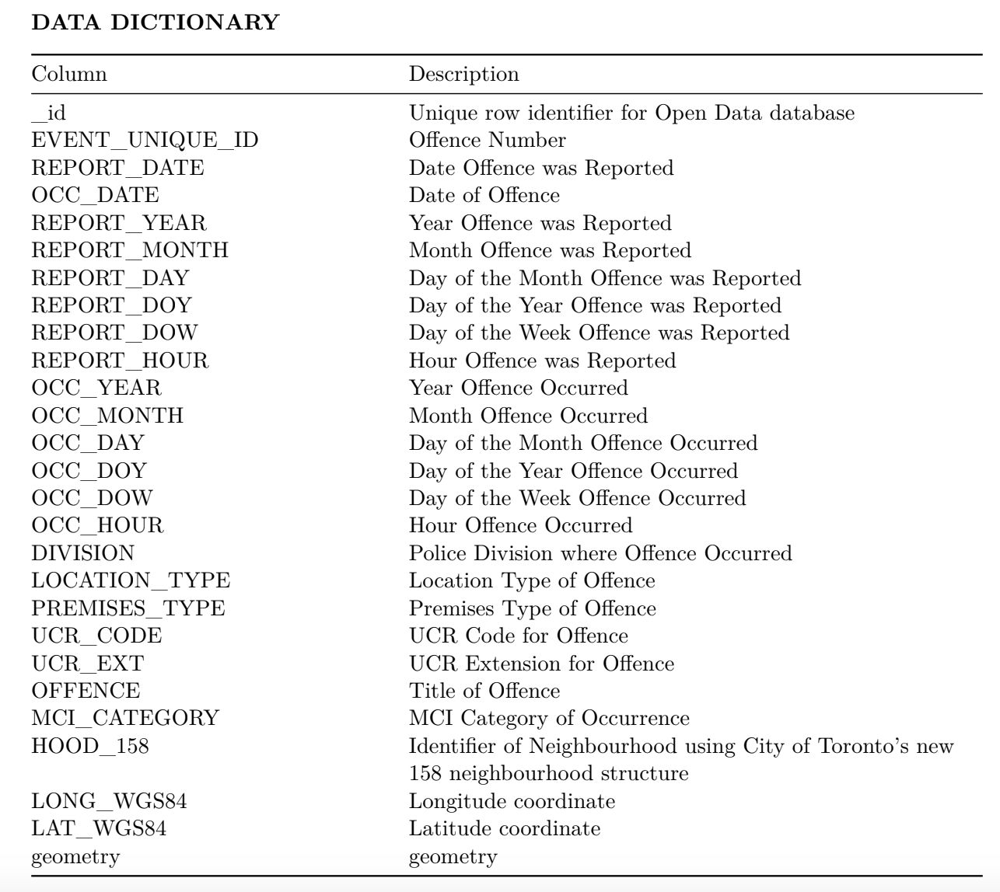 DATA DICTIONARY
Column Description
_id Unique row identifier for Open Data database
EVENT_UNIQUE_ID Offence Number
REPORT_DATE Date Offence was Reported
OCC_DATE Date of Offence
REPORT_YEAR Year Offence was Reported
REPORT_MONTH Month Offence was Reported
REPORT_DAY Day of the Month Offence was Reported
REPORT_DOY Day of the Year Offence was Reported
REPORT_DOW Day of the Week Offence was Reported
REPORT_HOUR Hour Offence was Reported
OCC_YEAR Year Offence Occurred
OCC_MONTH Month Offence Occurred
OCC_DAY Day of the Month Offence Occurred
OCC_DOY Day of the Year Offence Occurred
OCC_DOW Day of the Week Offence Occurred
OCC_HOUR Hour Offence Occurred
DIVISION Police Division where Offence Occurred
LOCATION_TYPE Location Type of Offence
PREMISES_TYPE Premises Type of Offence
UCR_CODE UCR Code for Offence
UCR_EXT UCR Extension for Offence
OFFENCE Title of Offence
MCI_CATEGORY MCI Category of Occurrence
HOOD_158 Identifier of Neighbourhood using City of Toronto's new
158 neighbourhood structure
LONG_WGS84 Longitude coordinate
LAT_WGS84 Latitude coordinate
geometry geometry